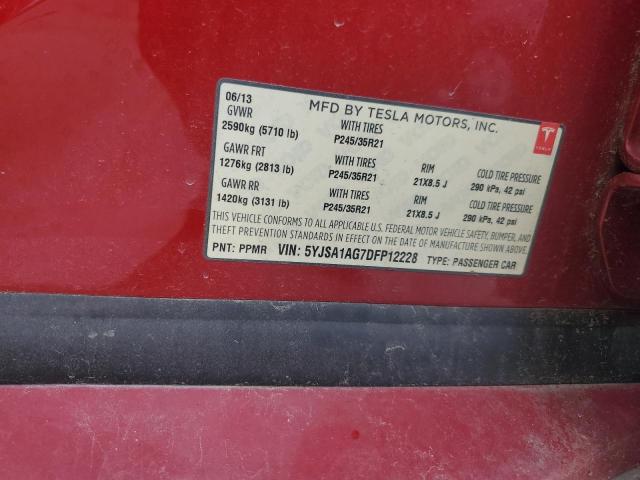 06/13
MFD BY TESLA MOTORS, INC.
GVWR
2590kg (5710 lb)
WITH TIRES
P245/35R21
TESLA
GAWR FRT
1276kg (2813 lb)
WITH TIRES
P245/35R21
RIM
21X8.5 J
COLD TIRE PRESSURE
290 kPa, 42 psi
GAWR RR
1420kg (3131 lb)
WITH TIRES
P245/35R21
RIM
21X8.5 J
COLD TIRE PRESSURE
290 kPa, 42 psi
THIS VEHICLE CONFORMS TO ALL APPLICABLE U.S. FEDERAL MOTOR VEHICLE SAFETY, BUMPER, AND
THEFT PREVENTION STANDARDS IN EFFECT ON THE DATE OF MANUFACTURE SHOWN ABOVE.
PNT: PPMR VIN: 5YJSA1AG7DFP12228 TYPE: PASSENGER CAR